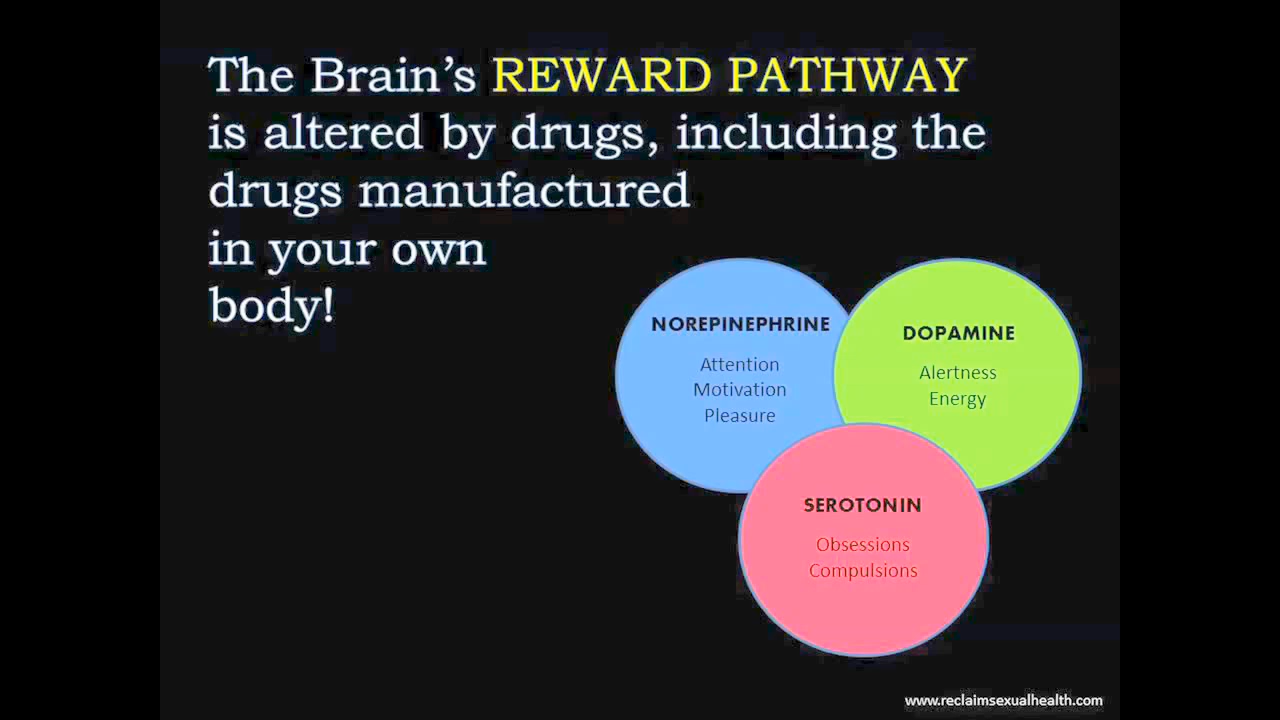 The Brain’s REWARD PATHWAY
is altered by drugs, including the
drugs manufactured
in your own
body!
NOREPINEPHRINE
Attention
Motivation
Pleasure
DOPAMINE
Alertness
Energy
SEROTONIN
Obsessions
Compulsions
www.reclaimsexualhealth.com